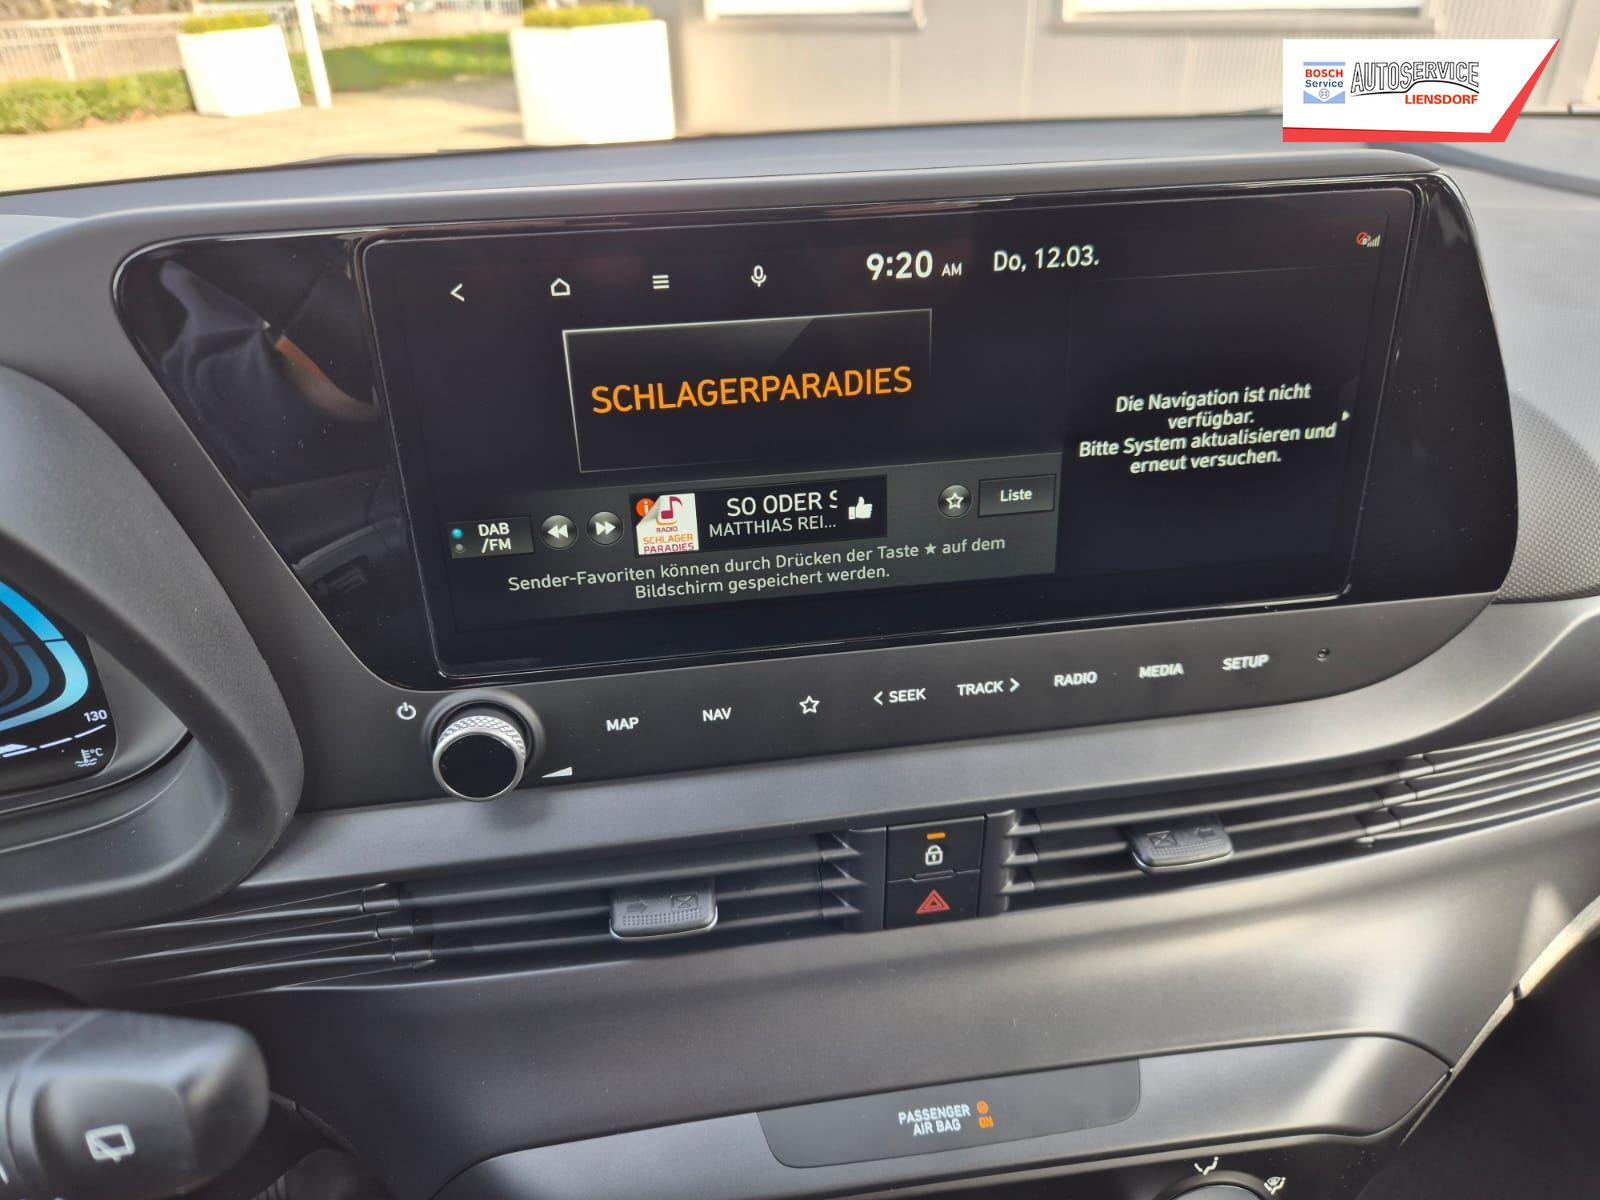 BOSCH
Service
AUTOSERVICE
LIENSDORF
9:20 AM Do, 12.03.
SCHLAGERPARADIES
Die Navigation ist nicht
verfügbar.
Bitte System aktualisieren und
erneut versuchen.
DAB
/FM
RADIO
SCHLAGER
PARADIES
SO ODER S
MATTHIAS REI...
Liste
Sender-Favoriten können durch Drücken der Taste ★ auf dem
Bildschirm gespeichert werden.
MAP
NAV
SEEK
TRACK
RADIO
MEDIA
SETUP
130
°C
PASSENGER
AIR BAG
ON